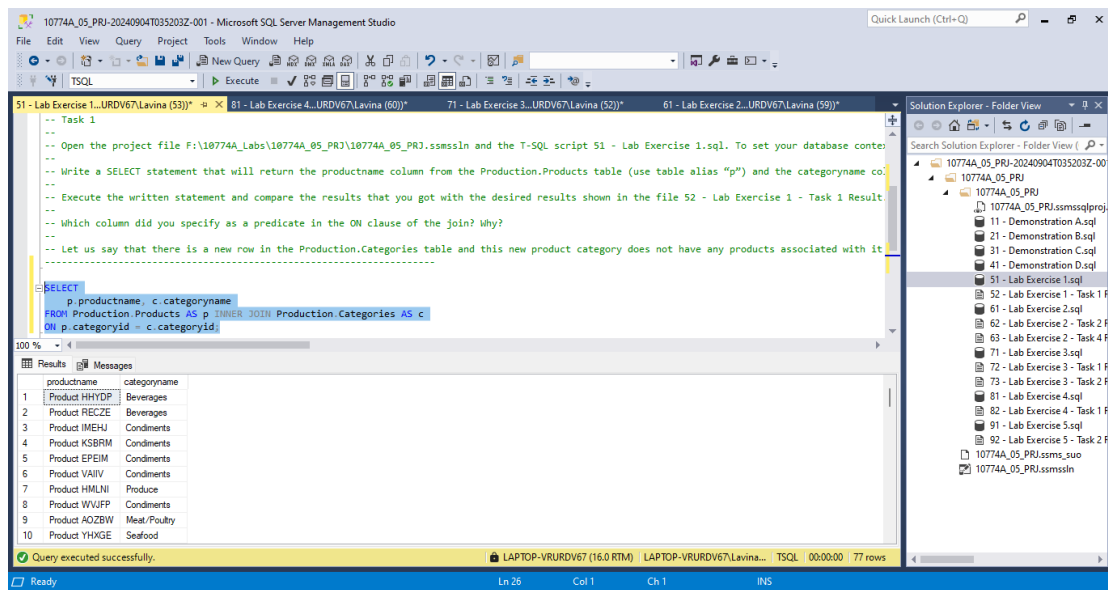 10774A_05_PRJ-20240904T035203Z-001 - Microsoft SQL Server Management Studio
Quick Launch (Ctrl+Q)
File Edit View Query Project Tools Window Help
New Query
TSQL
Execute
51 - Lab Exercise 1...URDV67\Lavina (53))*
81 - Lab Exercise 4...URDV67\Lavina (60))*
71 - Lab Exercise 3...URDV67\Lavina (52))*
61 - Lab Exercise 2...URDV67\Lavina (59))*
-- Task 1
--
-- Open the project file F:\10774A_Labs\10774A_05_PRJ\10774A_05_PRJ.ssmssln and the T-SQL script 51 - Lab Exercise 1.sql. To set your database contex
--
-- Write a SELECT statement that will return the productname column from the Production.Products table (use table alias “p”) and the categoryname col
--
-- Execute the written statement and compare the results that you got with the desired results shown in the file 52 - Lab Exercise 1 - Task 1 Result
--
-- Which column did you specify as a predicate in the ON clause of the join? Why?
--
-- Let us say that there is a new row in the Production.Categories table and this new product category does not have any products associated with it
---------------------------------------------------------------------
SELECT
p.productname, c.categoryname
FROM Production.Products AS p INNER JOIN Production.Categories AS c
ON p.categoryid = c.categoryid;
100 %
Results Messages
productname categoryname
1 Product HHYDP Beverages
2 Product RECZE Beverages
3 Product IMEHJ Condiments
4 Product KSBRM Condiments
5 Product EPEIM Condiments
6 Product VAIIV Condiments
7 Product HMLNI Produce
8 Product WVJFP Condiments
9 Product AOZBW Meat/Poultry
10 Product YHXGE Seafood
Query executed successfully.
LAPTOP-VRURDV67 (16.0 RTM) LAPTOP-VRURDV67\Lavina... TSQL 00:00:00 77 rows
Ready
Ln 26 Col 1 Ch 1 INS
Solution Explorer - Folder View
Search Solution Explorer - Folder View (
10774A_05_PRJ-20240904T035203Z-001
10774A_05_PRJ
10774A_05_PRJ
10774A_05_PRJ.ssmssqlproj.
11 - Demonstration A.sql
21 - Demonstration B.sql
31 - Demonstration C.sql
41 - Demonstration D.sql
51 - Lab Exercise 1.sql
52 - Lab Exercise 1 - Task 1 F
61 - Lab Exercise 2.sql
62 - Lab Exercise 2 - Task 2 F
63 - Lab Exercise 2 - Task 4 F
71 - Lab Exercise 3.sql
72 - Lab Exercise 3 - Task 1 F
73 - Lab Exercise 3 - Task 2 F
81 - Lab Exercise 4.sql
82 - Lab Exercise 4 - Task 1 F
91 - Lab Exercise 5.sql
92 - Lab Exercise 5 - Task 2 F
10774A_05_PRJ.ssms_suo
10774A_05_PRJ.ssmssln